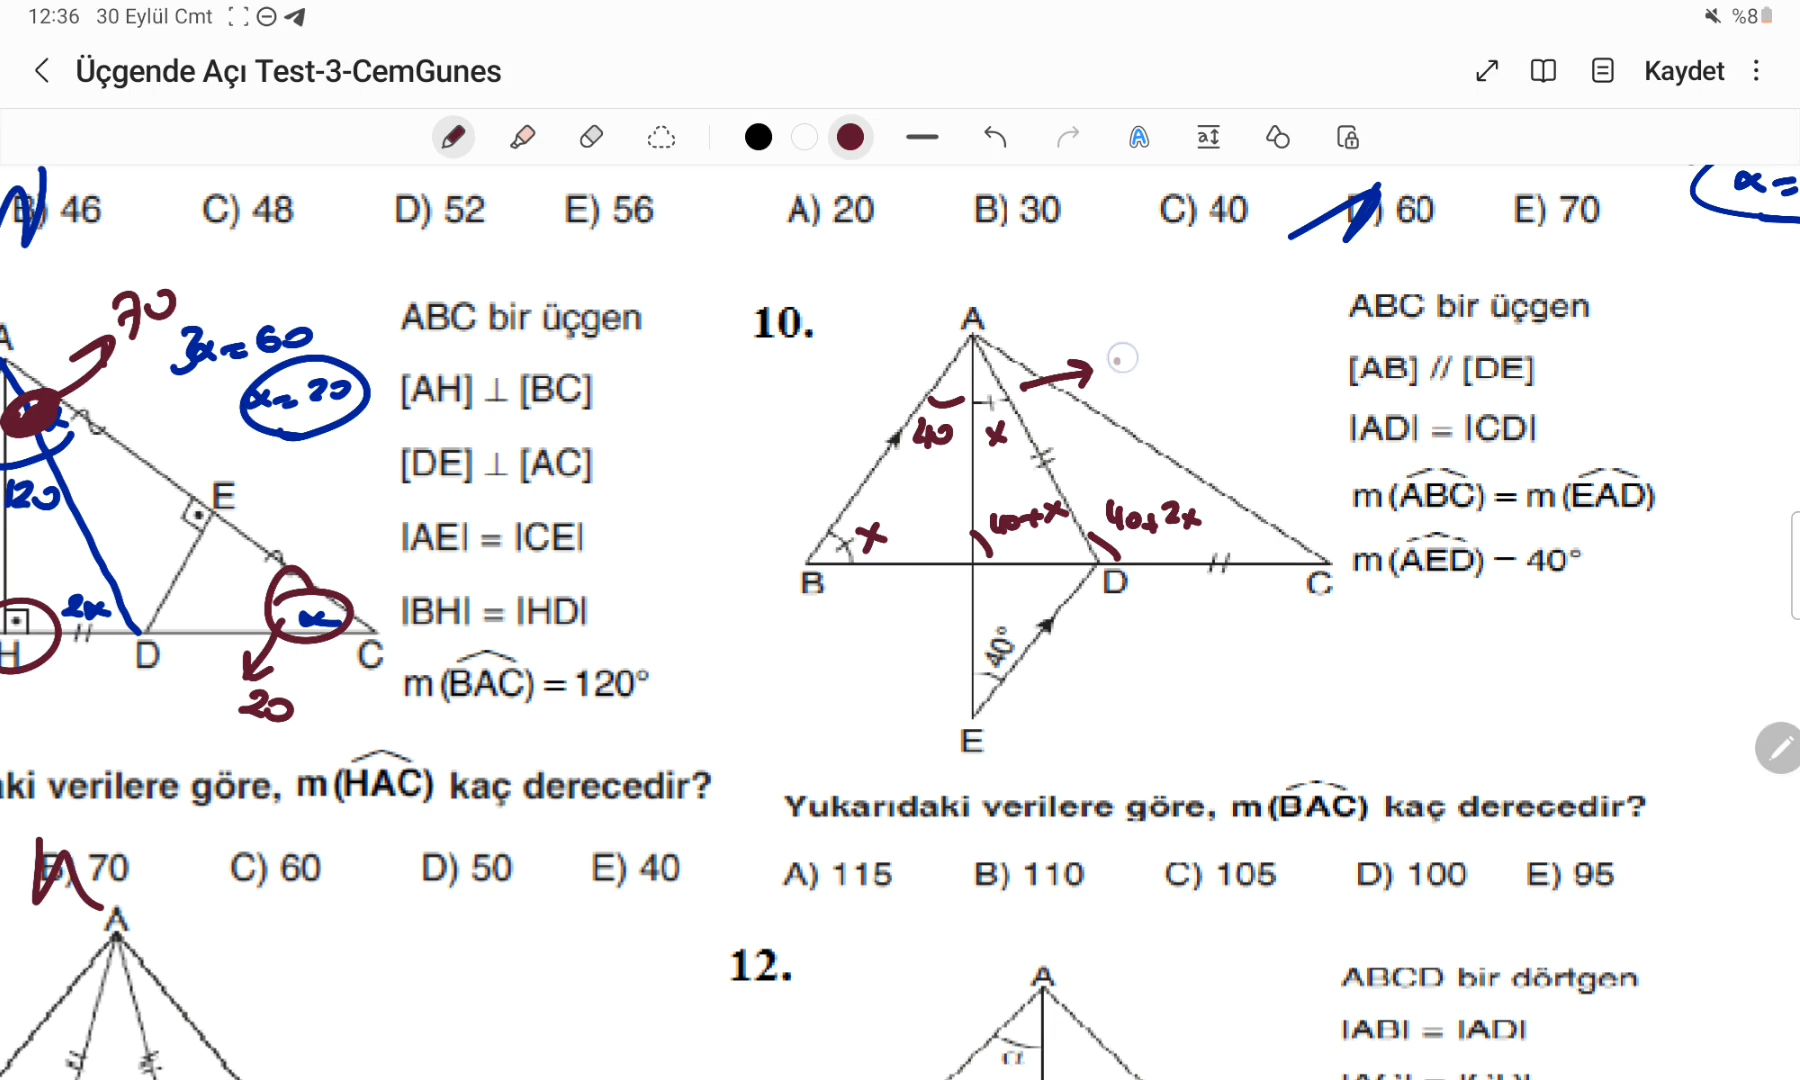 12:36 30 Eylül Cmt %8
Üçgende Açı Test-3-CemGunes Kaydet
B) 46 C) 48 D) 52 E) 56
A) 20 B) 30 C) 40 D) 60 E) 70
α=
A
70
3α=60
α=20
α
120
E
2α
α
H D C
20
ABC bir üçgen
[AH] ⊥ [BC]
[DE] ⊥ [AC]
|AE| = |CE|
|BH| = |HD|
m(BAC) = 120°
ki verilere göre, m(HAC) kaç derecedir?
B) 70 C) 60 D) 50 E) 40
A
10.
A
40 x
x 40+x 40+2x
B D C
40°
E
ABC bir üçgen
[AB] // [DE]
|AD| = |CD|
m(ABC) = m(EAD)
m(AED) = 40°
Yukarıdaki verilere göre, m(BAC) kaç derecedir?
A) 115 B) 110 C) 105 D) 100 E) 95
12.
A
α
ABCD bir dörtgen
|AB| = |AD|